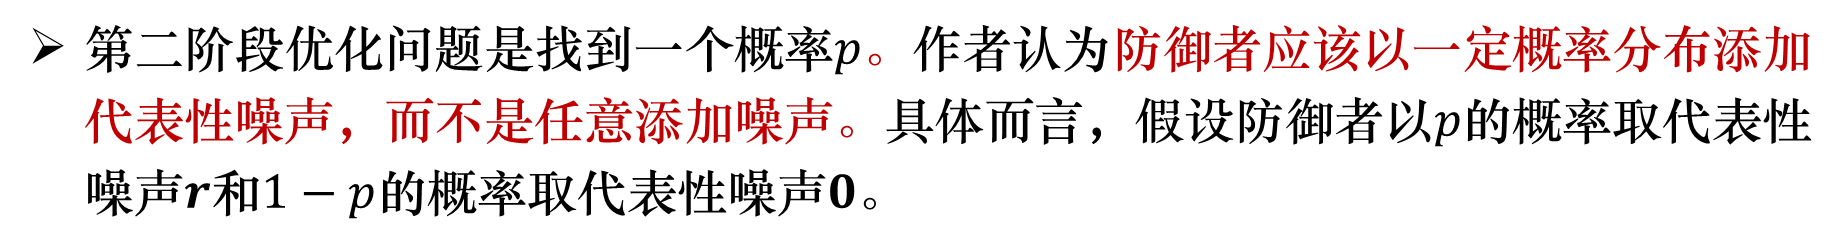 ➢ 第二阶段优化问题是找到一个概率p。作者认为防御者应该以一定概率分布添加
代表性噪声，而不是任意添加噪声。具体而言，假设防御者以p的概率取代表性
噪声r和1 − p的概率取代表性噪声0。